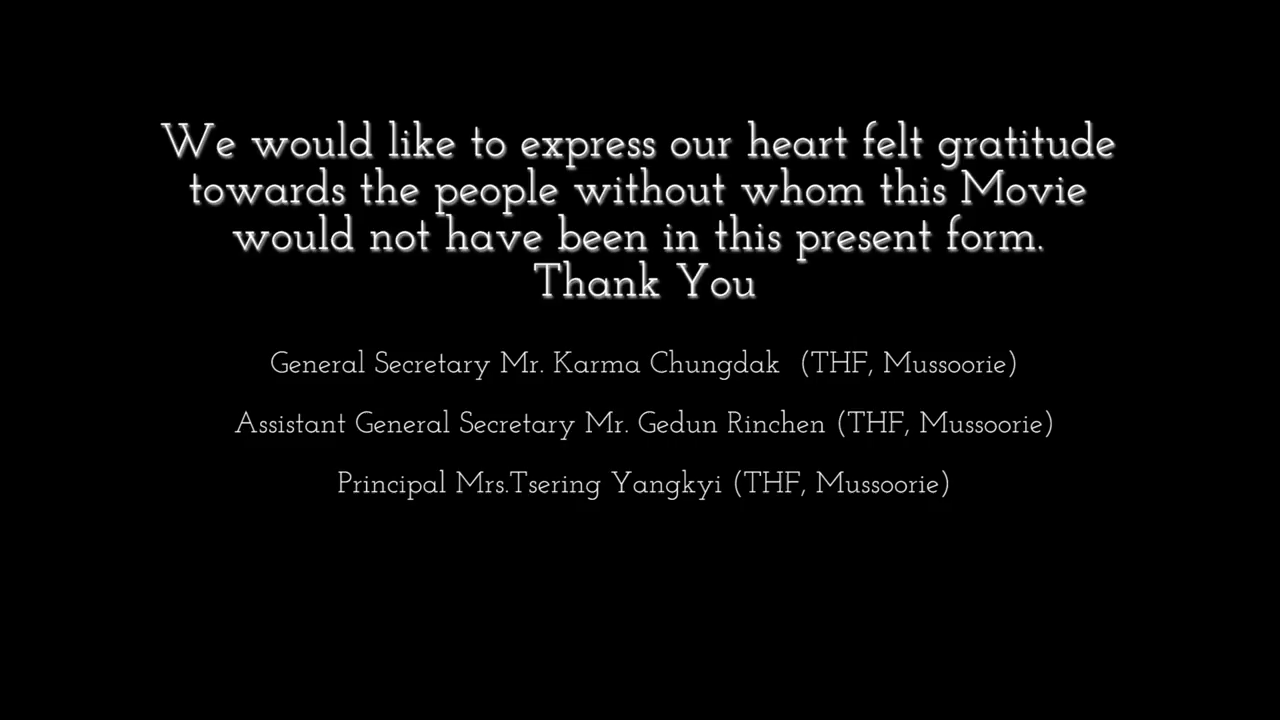 We would like to express our heart felt gratitude
towards the people without whom this Movie
would not have been in this present form.
Thank You
General Secretary Mr. Karma Chungdak (THF, Mussoorie)
Assistant General Secretary Mr. Gedun Rinchen (THF, Mussoorie)
Principal Mrs.Tsering Yangkyi (THF, Mussoorie)